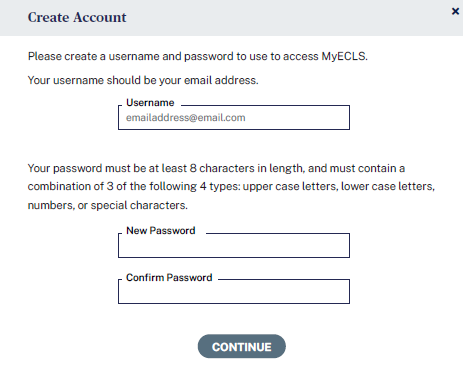 Create Account
×
Please create a username and password to use to access MyECLS.
Your username should be your email address.
Username
emailaddress@email.com
Your password must be at least 8 characters in length, and must contain a
combination of 3 of the following 4 types: upper case letters, lower case letters,
numbers, or special characters.
New Password
Confirm Password
CONTINUE